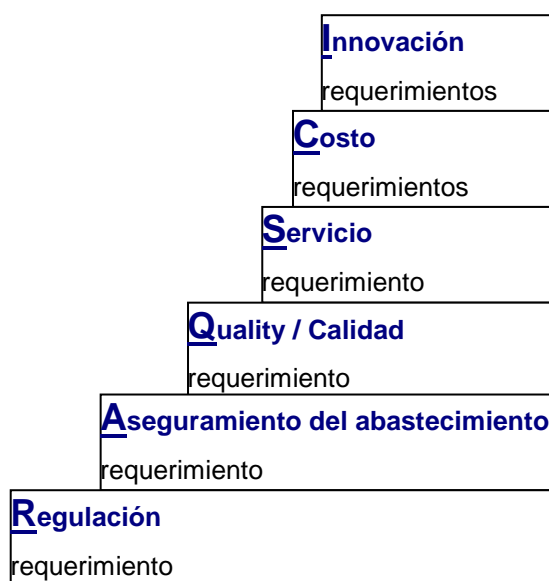 Innovación
requerimientos
Costo
requerimientos
Servicio
requerimiento
Quality / Calidad
requerimiento
Aseguramiento del abastecimiento
requerimiento
Regulación
requerimiento